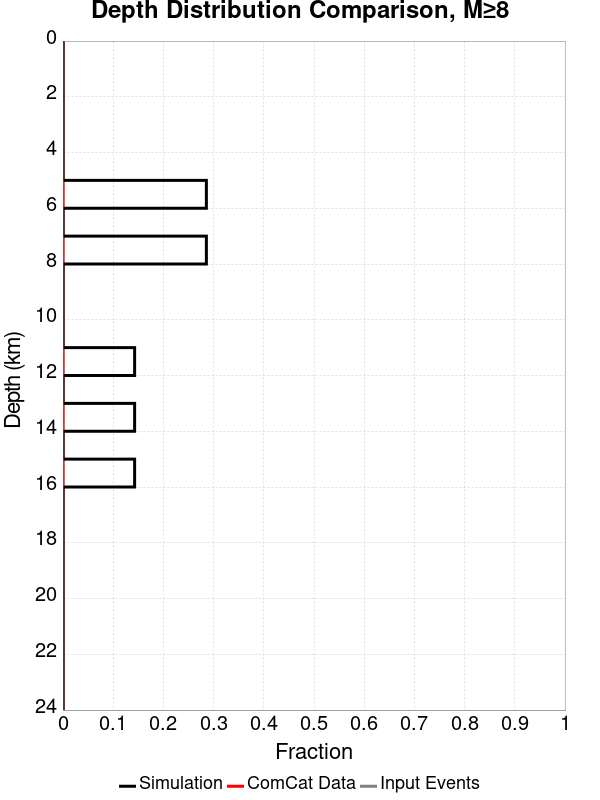 Depth Distribution Comparison, M≥8
0
2
4
6
8
10
12
14
16
18
20
22
24
Depth (km)
0 0.1 0.2 0.3 0.4 0.5 0.6 0.7 0.8 0.9 1
Fraction
Simulation ComCat Data Input Events